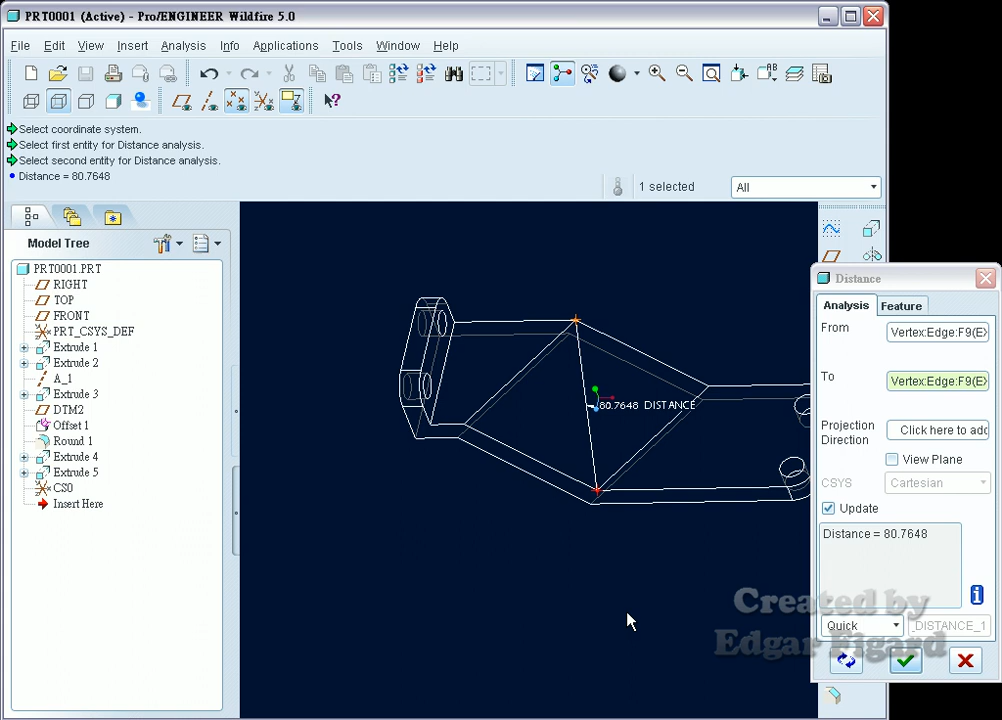 PRT0001 (Active) - Pro/ENGINEER Wildfire 5.0
File Edit View Insert Analysis Info Applications Tools Window Help
Select coordinate system.
Select first entity for Distance analysis.
Select second entity for Distance analysis.
Distance = 80.7648
1 selected
All
Model Tree
PRT0001.PRT
RIGHT
TOP
FRONT
PRT_CSYS_DEF
Extrude 1
Extrude 2
A_1
Extrude 3
DTM2
Offset 1
Round 1
Extrude 4
Extrude 5
CS0
Insert Here
80.7648 DISTANCE
Distance
Analysis Feature
From Vertex:Edge:F9(EX
To Vertex:Edge:F9(EX
Projection Direction Click here to add
View Plane
CSYS Cartesian
Update
Distance = 80.7648
Quick _DISTANCE_1
Created by
Edgar Figard